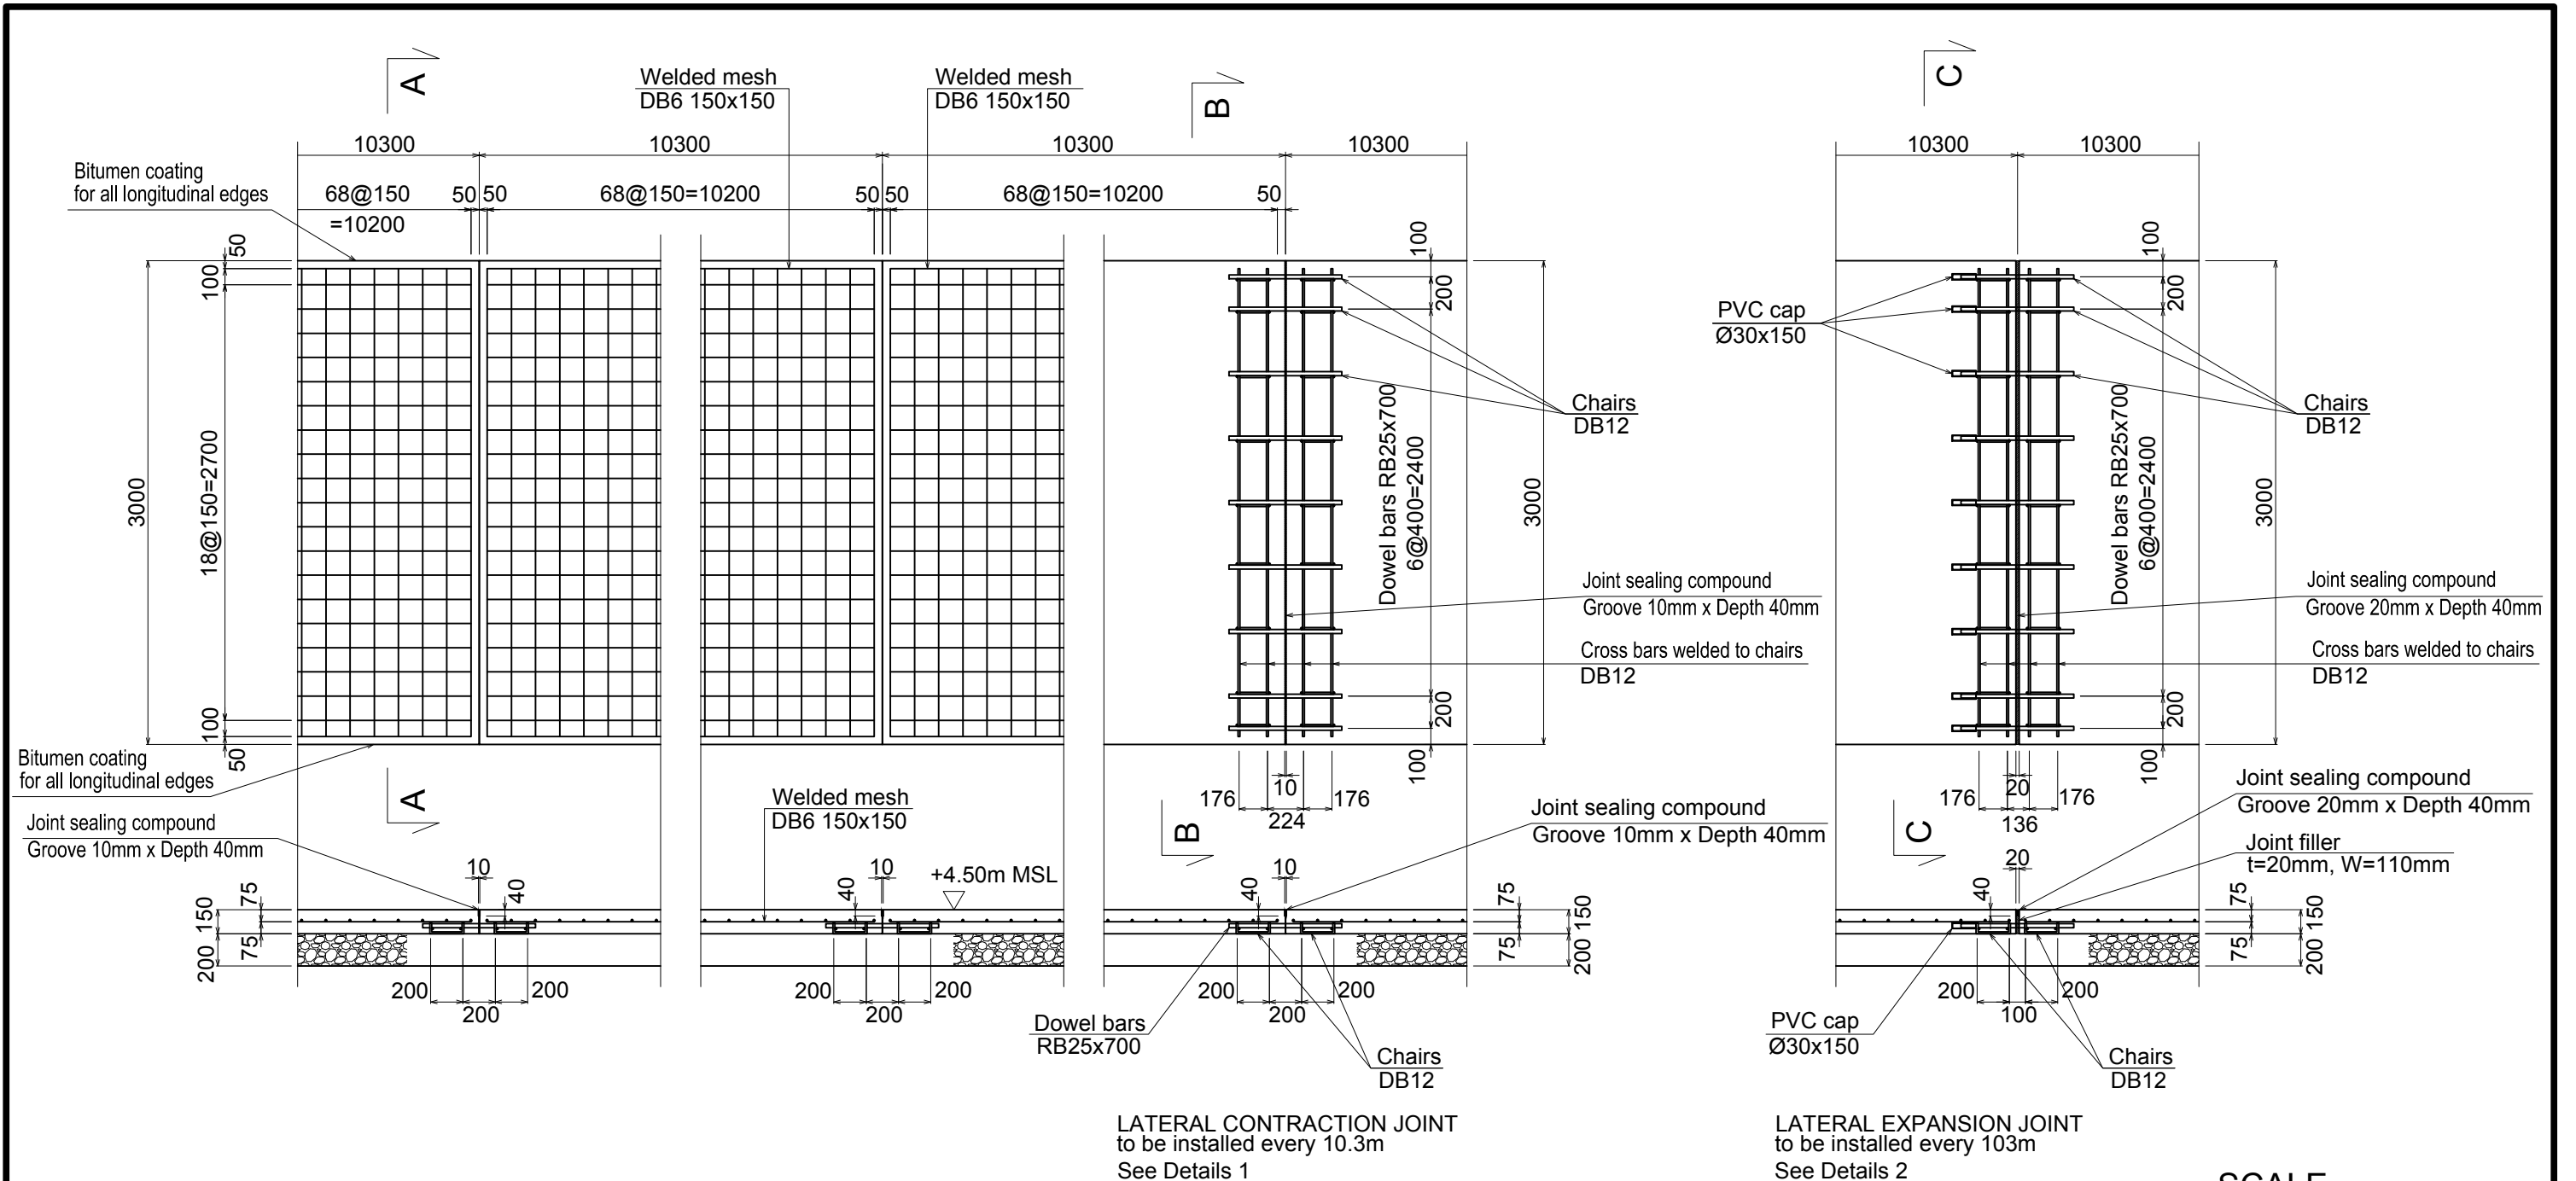 A
Welded mesh
DB6 150x150
Welded mesh
DB6 150x150
B
C
10300
10300
10300
10300
10300
10300
Bitumen coating
for all longitudinal edges
68@150
=10200
50
50
68@150=10200
50
50
68@150=10200
50
50
100
3000
18@150=2700
100
50
100
200
Dowel bars RB25x700
6@400=2400
200
100
3000
Chairs
DB12
Joint sealing compound
Groove 10mm x Depth 40mm
Cross bars welded to chairs
DB12
PVC cap
Ø30x150
100
200
Dowel bars RB25x700
6@400=2400
200
100
3000
Chairs
DB12
Joint sealing compound
Groove 20mm x Depth 40mm
Cross bars welded to chairs
DB12
Bitumen coating
for all longitudinal edges
A
Welded mesh
DB6 150x150
176
10
176
224
B
176
20
176
136
C
Joint sealing compound
Groove 10mm x Depth 40mm
Joint sealing compound
Groove 10mm x Depth 40mm
Joint sealing compound
Groove 20mm x Depth 40mm
Joint filler
t=20mm, W=110mm
10
40
40
10
+4.50m MSL
40
10
40
20
75
150
75
200
75
150
75
200
75
150
75
200
200
200
200
200
200
200
200
200
200
200
200
100
Dowel bars
RB25x700
Chairs
DB12
PVC cap
Ø30x150
Chairs
DB12
LATERAL CONTRACTION JOINT
to be installed every 10.3m
See Details 1
LATERAL EXPANSION JOINT
to be installed every 103m
See Details 2